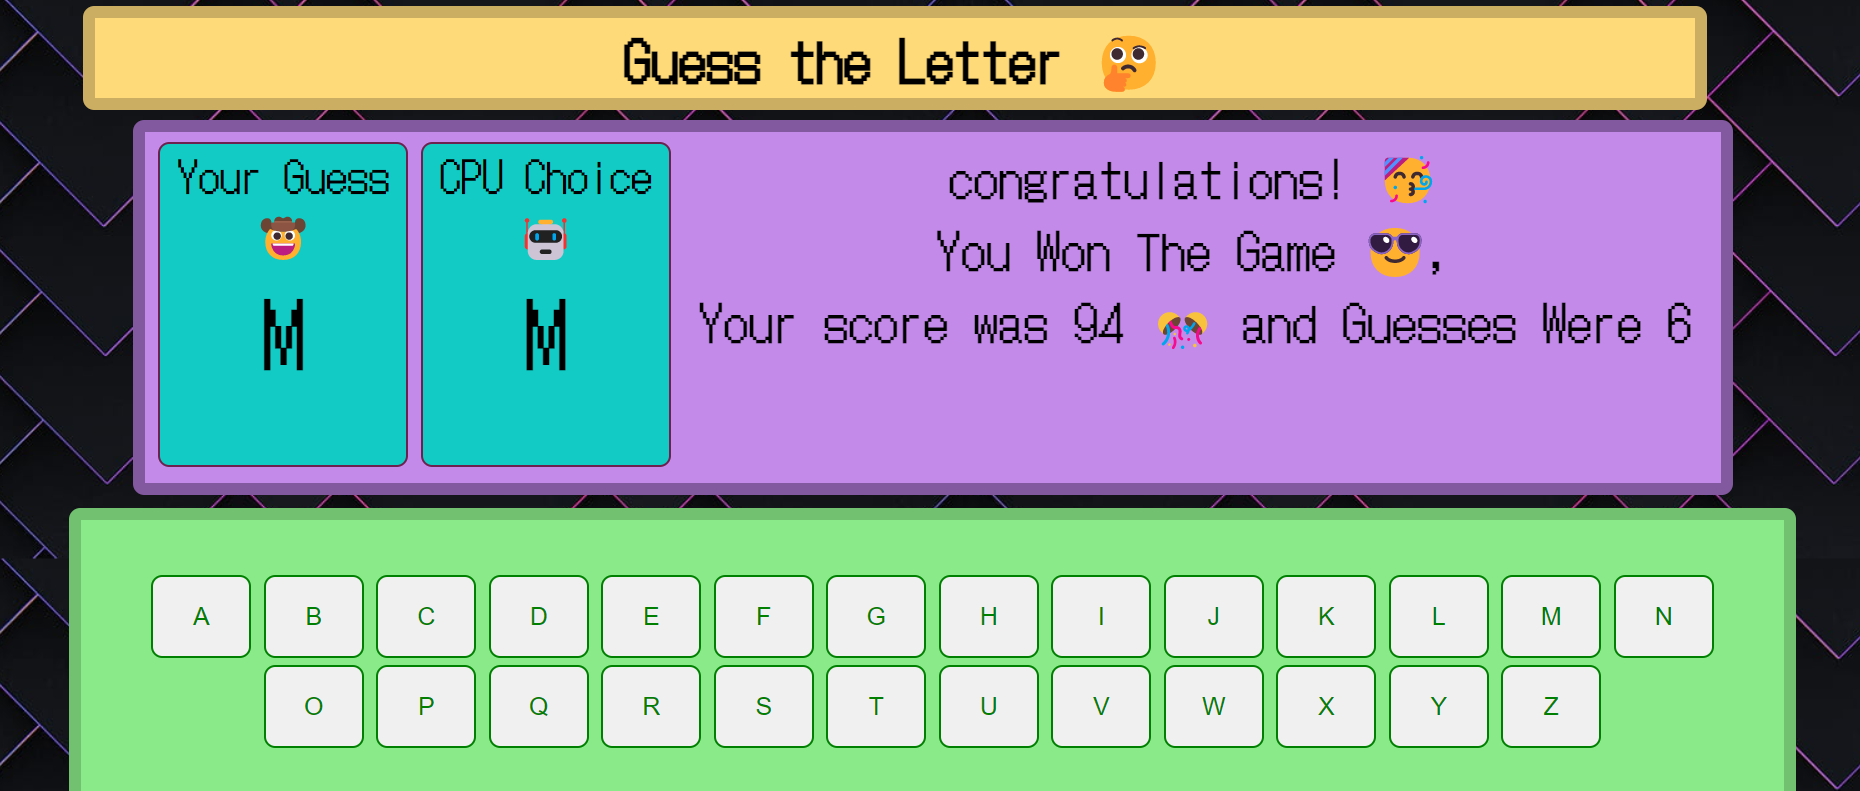 Guess the Letter 🤔
Your Guess
🤠
M
CPU Choice
🤖
M
congratulations! 🥳
You Won The Game 😎,
Your score was 94 🎊 and Guesses Were 6
A B C D E F G H I J K L M N
O P Q R S T U V W X Y Z